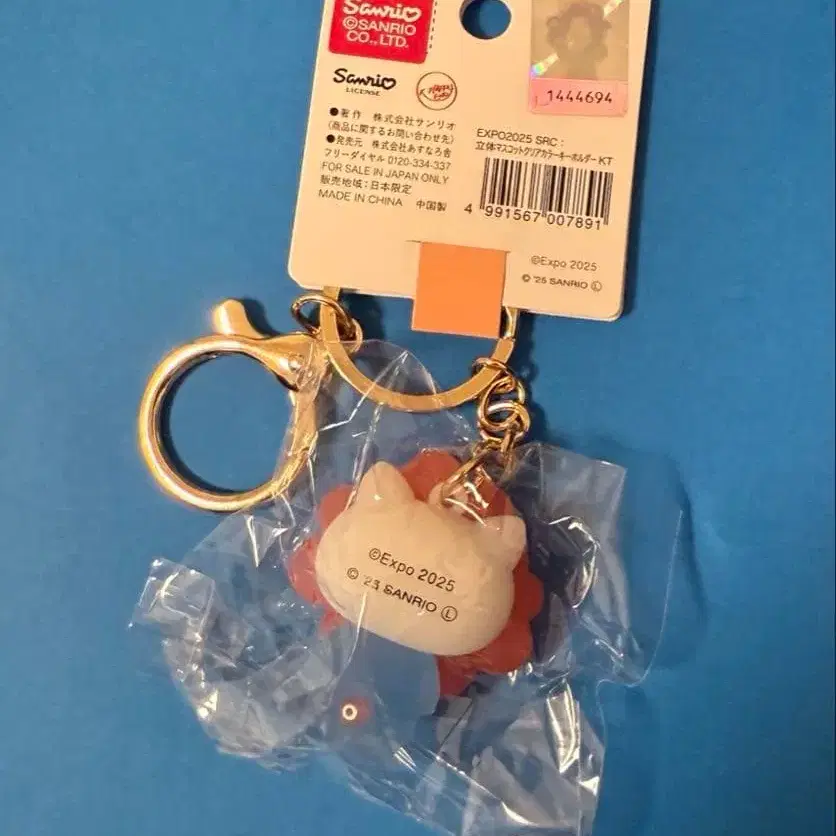 Sanrio
©SANRIO
CO., LTD.
Sanrio
LICENSE
●著作 株式会社サンリオ
(商品に関するお問い合わせ先)
●発売元 株式会社あすなろ舎
フリーダイヤル 0120-334-337
FOR SALE IN JAPAN ONLY
販売地域:日本限定
MADE IN CHINA 中国製
1444694
EXPO2025 SRC:
立体マスコットクリアカラーキーホルダー KT
4 991567 007891
©Expo 2025
© '25 SANRIO Ⓛ
©Expo 2025
© '25 SANRIO Ⓛ